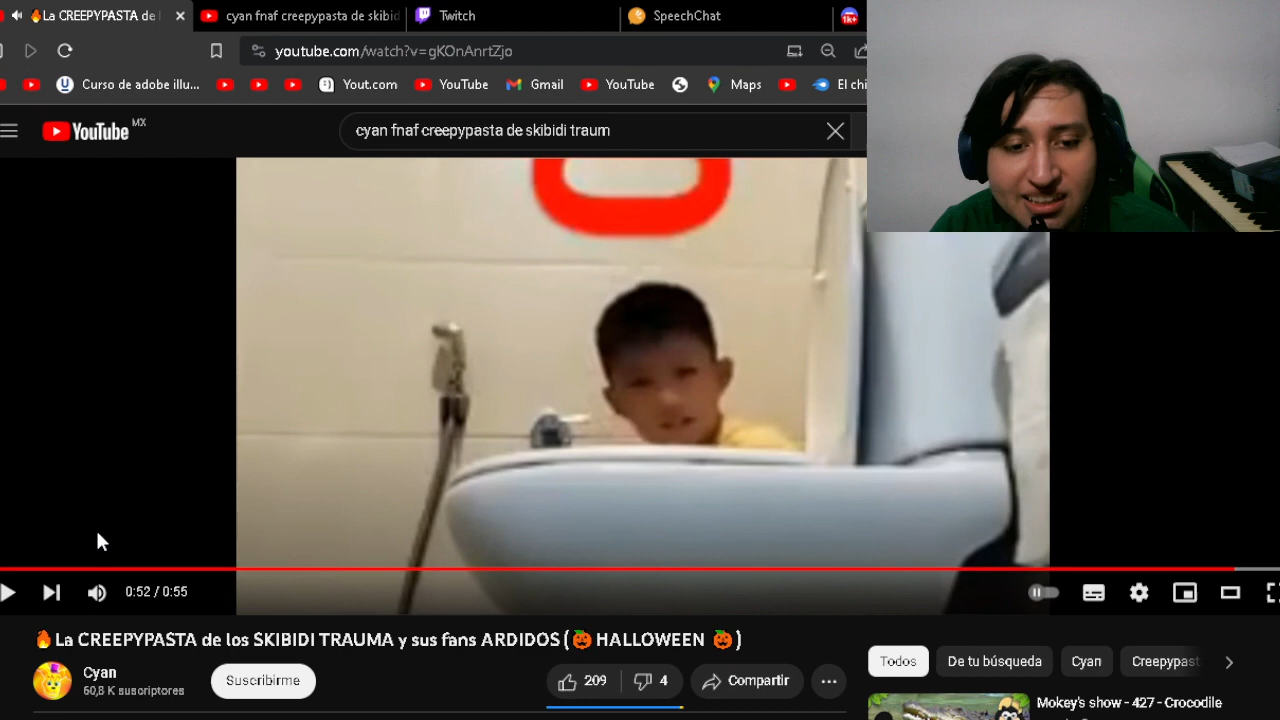 🔥La CREEPYPASTA de l
cyan fnaf creepypasta de skibid
Twitch
SpeechChat
1k+
youtube.com/watch?v=gKOnAnrtZjo
Curso de adobe illu...
Yout.com
YouTube
Gmail
YouTube
Maps
El chi
YouTube MX
cyan fnaf creepypasta de skibidi traum
0:52 / 0:55
🔥La CREEPYPASTA de los SKIBIDI TRAUMA y sus fans ARDIDOS (🎃 HALLOWEEN 🎃)
Cyan
60,8 K suscriptores
Suscribirme
209
4
Compartir
Todos
De tu búsqueda
Cyan
Creepypast
Mokey's show - 427 - Crocodile